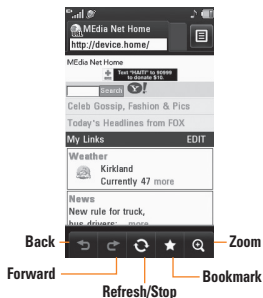 MEdia Net Home
http://device.home/
MEdia Net Home
Text "HAITI" to 90999
to donate $10.
Search Y!
Celeb Gossip, Fashion & Pics
Today's Headlines from FOX
My Links EDIT
Weather
Kirkland
Currently 47 more
News
New rule for truck,
bus drivers: more
Back
Zoom
Forward
Bookmark
Refresh/Stop